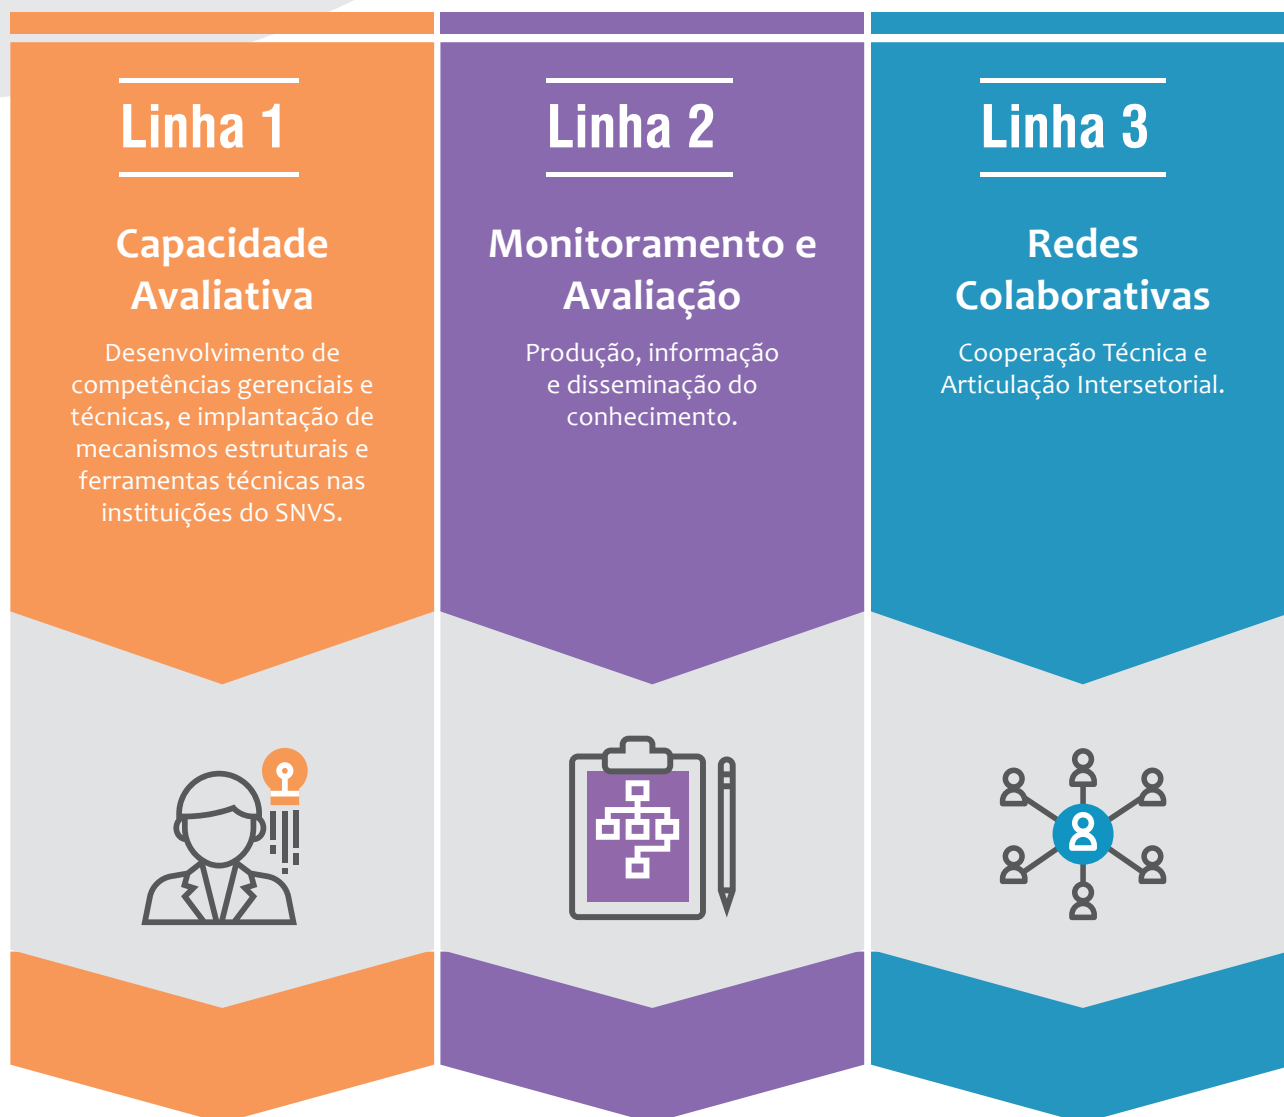 Linha 1
Capacidade
Avaliativa
Desenvolvimento de
competências gerenciais e
técnicas, e implantação de
mecanismos estruturais e
ferramentas técnicas nas
instituições do SNVS.
Linha 2
Monitoramento e
Avaliação
Produção, informação
e disseminação do
conhecimento.
Linha 3
Redes
Colaborativas
Cooperação Técnica e
Articulação Intersetorial.